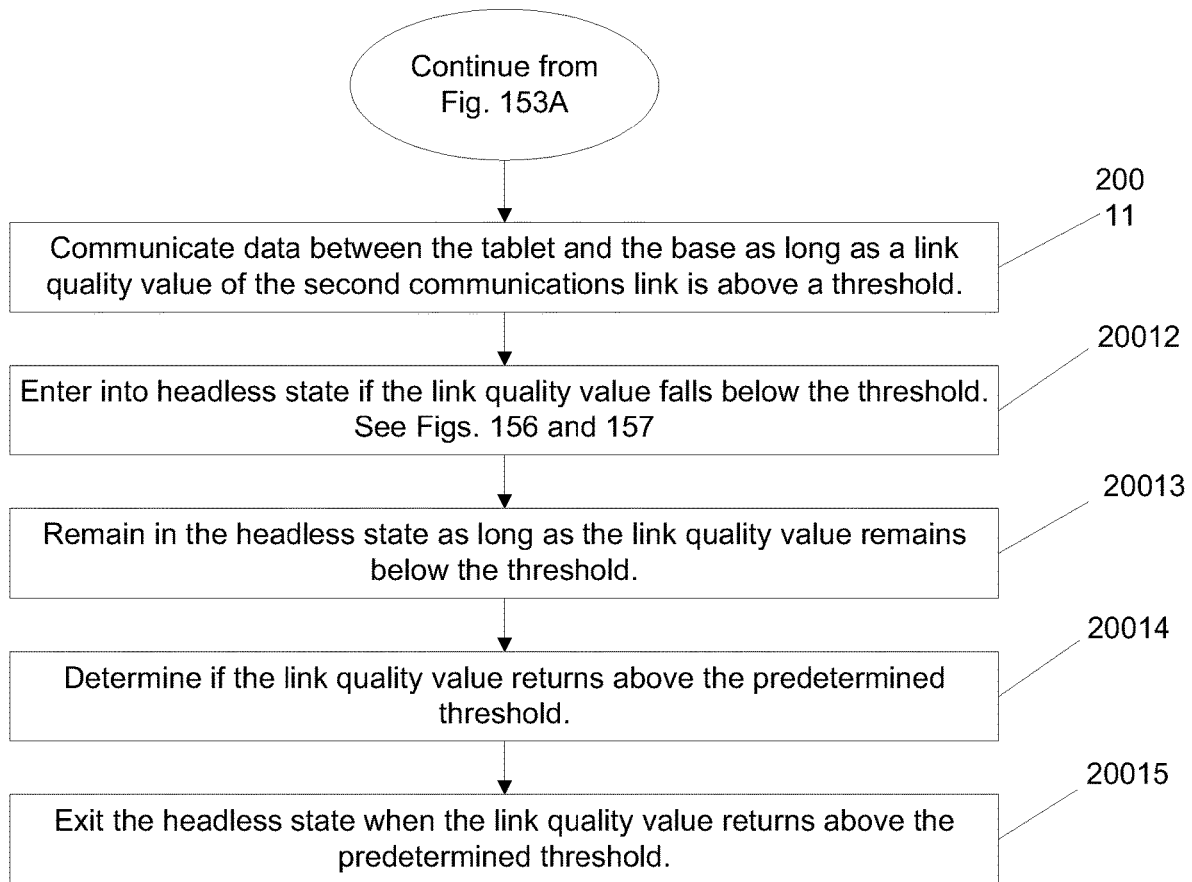 Continue from
Fig. 153A
200
11
Communicate data between the tablet and the base as long as a link
quality value of the second communications link is above a threshold.
20012
Enter into headless state if the link quality value falls below the threshold.
See Figs. 156 and 157
20013
Remain in the headless state as long as the link quality value remains
below the threshold.
20014
Determine if the link quality value returns above the predetermined
threshold.
20015
Exit the headless state when the link quality value returns above the
predetermined threshold.